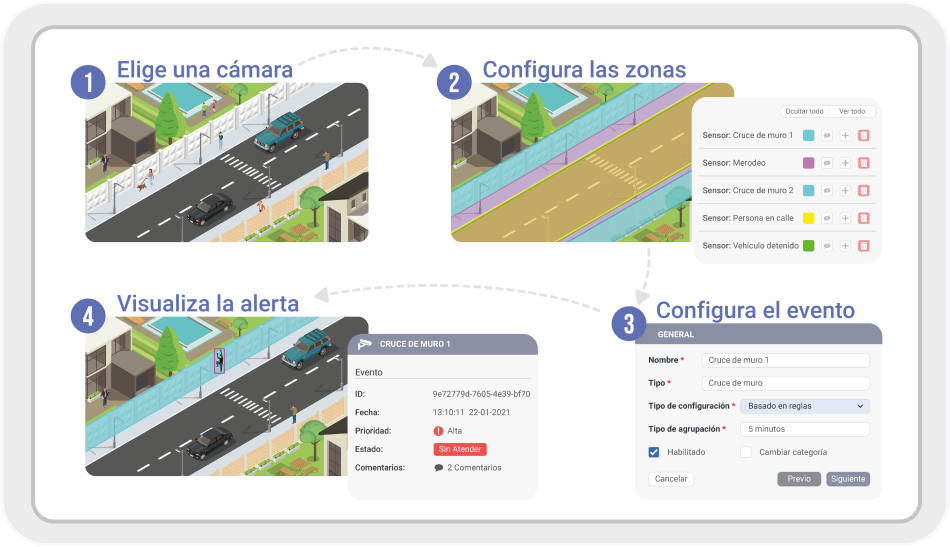 1 Elige una cámara
2 Configura las zonas
Ocultar todo Ver todo
Sensor: Cruce de muro 1
Sensor: Merodeo
Sensor: Cruce de muro 2
Sensor: Persona en calle
Sensor: Vehículo detenido
3 Configura el evento
GENERAL
Nombre * Cruce de muro 1
Tipo * Cruce de muro
Tipo de configuración * Basado en reglas
Tipo de agrupación * 5 minutos
Habilitado Cambiar categoría
Cancelar Previo Siguiente
4 Visualiza la alerta
CRUCE DE MURO 1
Evento
ID: 9e72779d-7605-4e39-bf70
Fecha: 13:10:11 22-01-2021
Prioridad: Alta
Estado: Sin Atender
Comentarios: 2 Comentarios